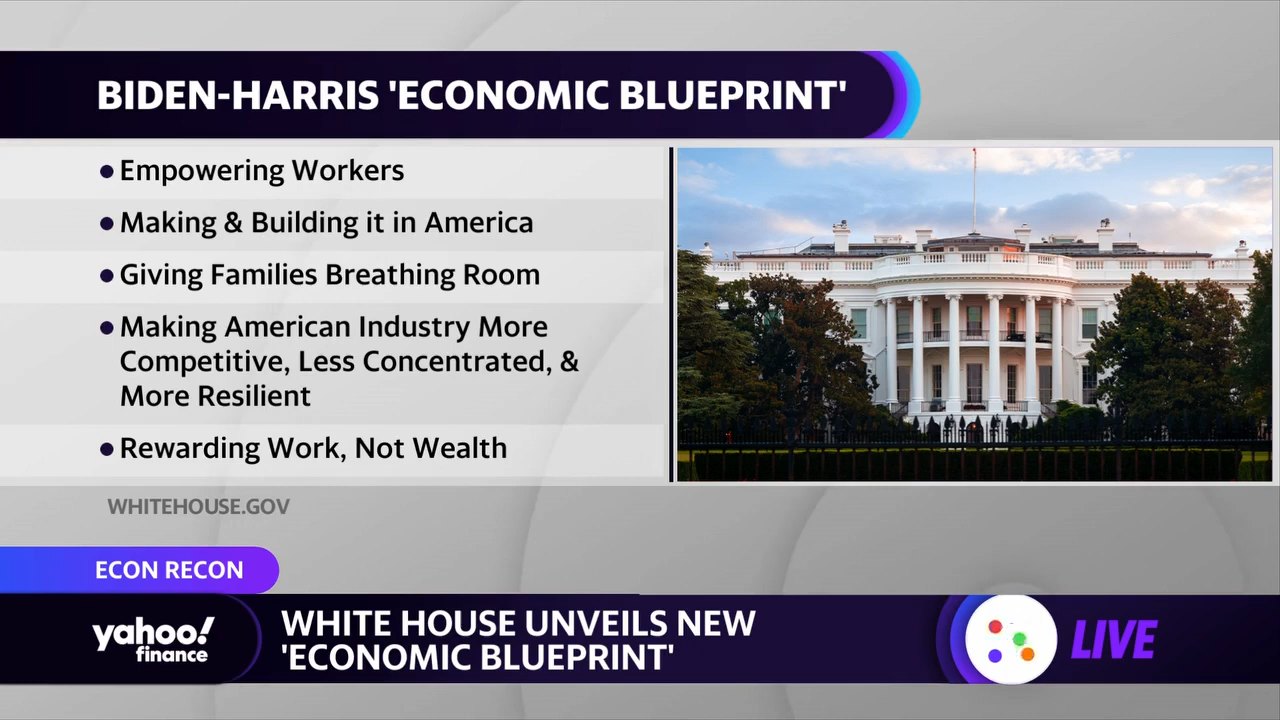 BIDEN-HARRIS 'ECONOMIC BLUEPRINT'
● Empowering Workers
● Making & Building it in America
● Giving Families Breathing Room
● Making American Industry More
Competitive, Less Concentrated, &
More Resilient
● Rewarding Work, Not Wealth
WHITEHOUSE.GOV
ECON RECON
yahoo!
finance
WHITE HOUSE UNVEILS NEW
'ECONOMIC BLUEPRINT'
LIVE